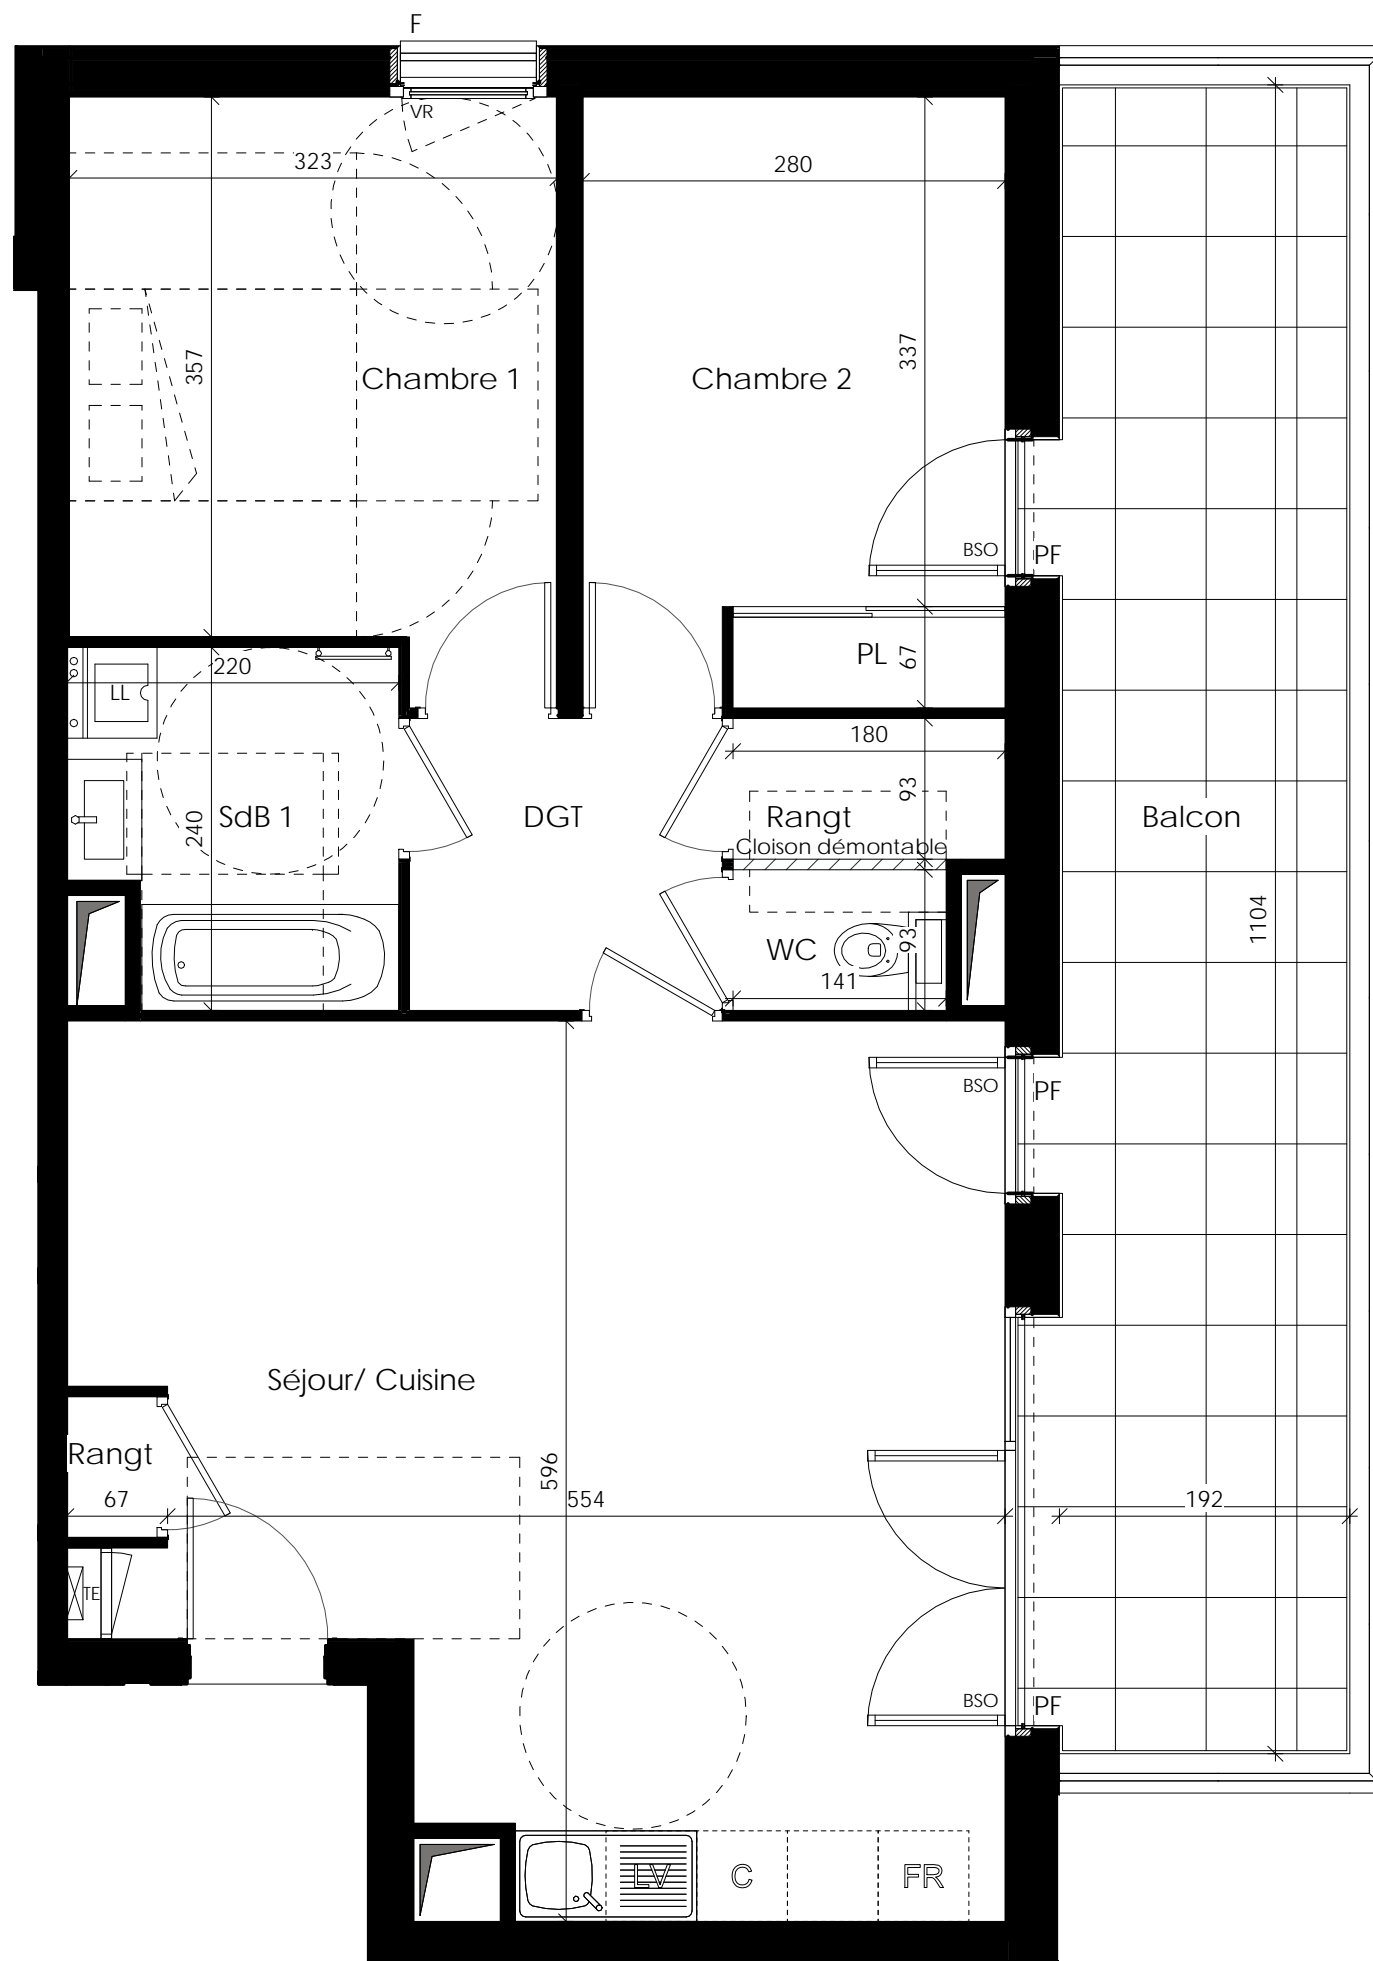 F
VR
323
280
357
Chambre 1
337
Chambre 2
BSO
PF
PL
67
220
LL
180
93
SdB 1
240
DGT
Rangt
Cloison démontable
Balcon
1104
WC
93
141
BSO
PF
Séjour/ Cuisine
Rangt
596
67
554
192
TE
BSO
PF
LV
C
FR